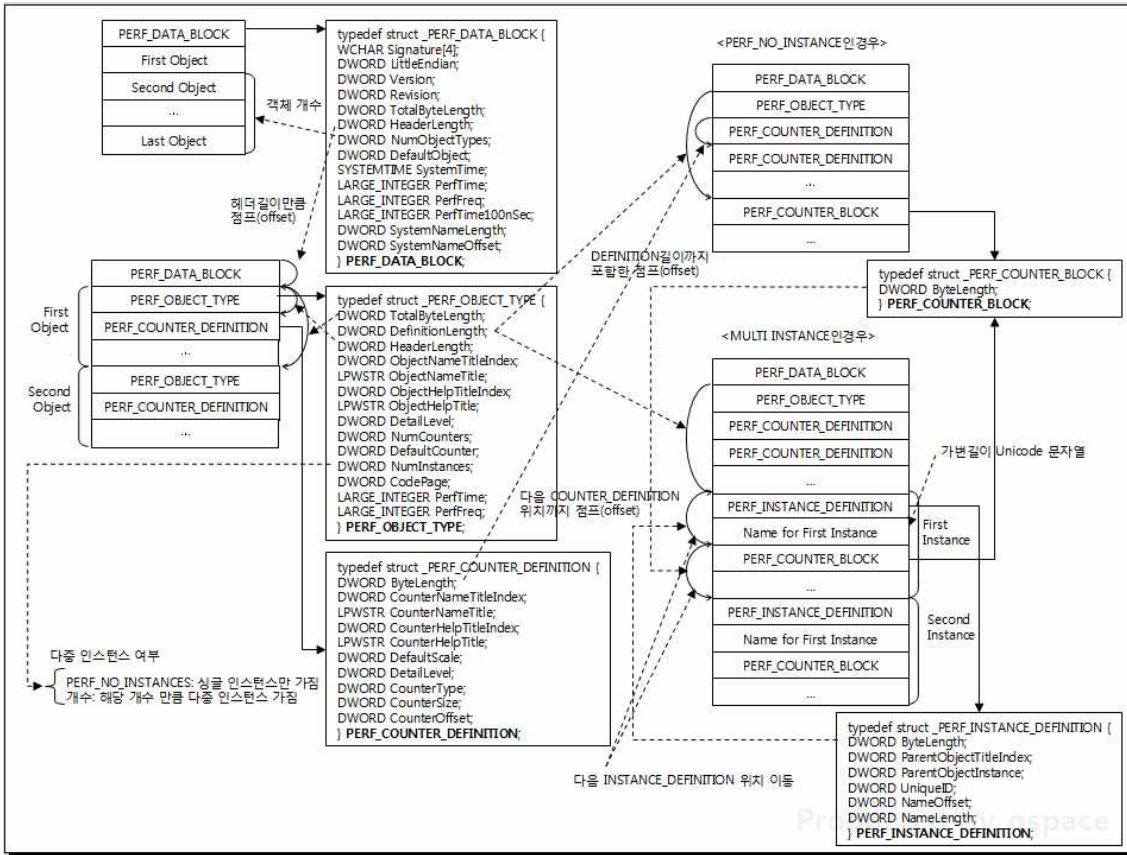 PERF_DATA_BLOCK
First Object
Second Object
...
Last Object
객체 개수
typedef struct _PERF_DATA_BLOCK {
WCHAR Signature[4];
DWORD LittleEndian;
DWORD Version;
DWORD Revision;
DWORD TotalByteLength;
DWORD HeaderLength;
DWORD NumObjectTypes;
DWORD DefaultObject;
SYSTEMTIME SystemTime;
LARGE_INTEGER PerfTime;
LARGE_INTEGER PerfFreq;
LARGE_INTEGER PerfTime100nSec;
DWORD SystemNameLength;
DWORD SystemNameOffset;
} PERF_DATA_BLOCK;
헤더길이만큼
점프(offset)
PERF_DATA_BLOCK
PERF_OBJECT_TYPE
PERF_COUNTER_DEFINITION
...
PERF_OBJECT_TYPE
PERF_COUNTER_DEFINITION
...
First
Object
Second
Object
typedef struct _PERF_OBJECT_TYPE {
DWORD TotalByteLength;
DWORD DefinitionLength;
DWORD HeaderLength;
DWORD ObjectNameTitleIndex;
LPWSTR ObjectNameTitle;
DWORD ObjectHelpTitleIndex;
LPWSTR ObjectHelpTitle;
DWORD DetailLevel;
DWORD NumCounters;
DWORD DefaultCounter;
DWORD NumInstances;
DWORD CodePage;
LARGE_INTEGER PerfTime;
LARGE_INTEGER PerfFreq;
} PERF_OBJECT_TYPE;
typedef struct _PERF_COUNTER_DEFINITION {
DWORD ByteLength;
DWORD CounterNameTitleIndex;
LPWSTR CounterNameTitle;
DWORD CounterHelpTitleIndex;
LPWSTR CounterHelpTitle;
DWORD DefaultScale;
DWORD DetailLevel;
DWORD CounterType;
DWORD CounterSize;
DWORD CounterOffset;
} PERF_COUNTER_DEFINITION;
다중 인스턴스 여부
PERF_NO_INSTANCES: 싱글 인스턴스만 가짐
개수: 해당 개수 만큼 다중 인스턴스 가짐
<PERF_NO_INSTANCE인경우>
PERF_DATA_BLOCK
PERF_OBJECT_TYPE
PERF_COUNTER_DEFINITION
PERF_COUNTER_DEFINITION
...
PERF_COUNTER_BLOCK
...
DEFINITION길이까지
포함한 점프(offset)
typedef struct _PERF_COUNTER_BLOCK {
DWORD ByteLength;
} PERF_COUNTER_BLOCK;
<MULTI INSTANCE인경우>
PERF_DATA_BLOCK
PERF_OBJECT_TYPE
PERF_COUNTER_DEFINITION
PERF_COUNTER_DEFINITION
...
PERF_INSTANCE_DEFINITION
Name for First Instance
PERF_COUNTER_BLOCK
...
PERF_INSTANCE_DEFINITION
Name for First Instance
PERF_COUNTER_BLOCK
...
가변길이 Unicode 문자열
First
Instance
Second
Instance
다음 COUNTER_DEFINITION
위치까지 점프(offset)
다음 INSTANCE_DEFINITION 위치 이동
typedef struct _PERF_INSTANCE_DEFINITION {
DWORD ByteLength;
DWORD ParentObjectTitleIndex;
DWORD ParentObjectInstance;
DWORD UniqueID;
DWORD NameOffset;
DWORD NameLength;
} PERF_INSTANCE_DEFINITION;
ospace